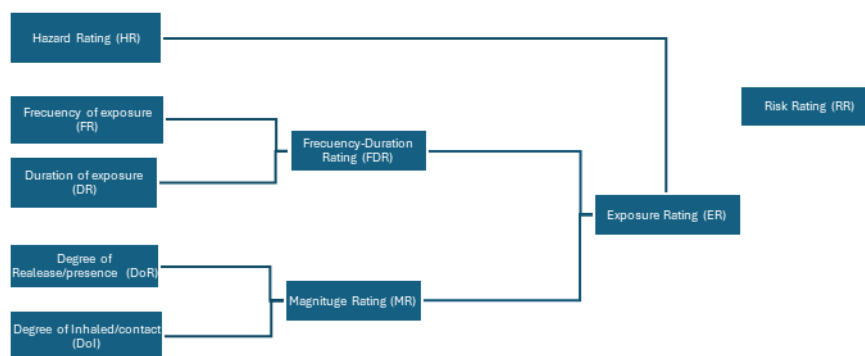 Hazard Rating (HR)
Frecuency of exposure
(FR)
Duration of exposure
(DR)
Frecuency-Duration
Rating (FDR)
Degree of
Realease/presence (DoR)
Degree of Inhaled/contact
(DoI)
Magnituge Rating (MR)
Exposure Rating (ER)
Risk Rating (RR)